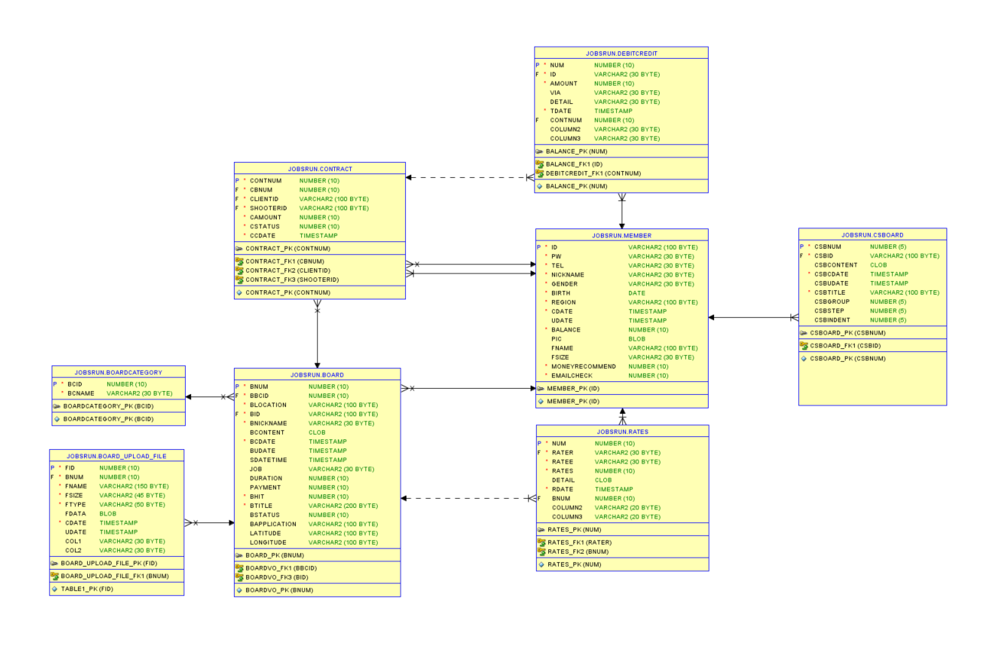 JOBSRUN.DEBITCREDIT
P * NUM NUMBER (10)
F * ID VARCHAR2 (30 BYTE)
* AMOUNT NUMBER (10)
VIA VARCHAR2 (30 BYTE)
DETAIL VARCHAR2 (30 BYTE)
* TDATE TIMESTAMP
F CONTNUM NUMBER (10)
COLUMN2 VARCHAR2 (30 BYTE)
COLUMN3 VARCHAR2 (30 BYTE)
BALANCE_PK (NUM)
BALANCE_FK1 (ID)
DEBITCREDIT_FK1 (CONTNUM)
BALANCE_PK (NUM)
JOBSRUN.CONTRACT
P * CONTNUM NUMBER (10)
F * CBNUM NUMBER (10)
F * CLIENTID VARCHAR2 (100 BYTE)
F * SHOOTERID VARCHAR2 (100 BYTE)
* CAMOUNT NUMBER (10)
* CSTATUS NUMBER (10)
* CCDATE TIMESTAMP
CONTRACT_PK (CONTNUM)
CONTRACT_FK1 (CBNUM)
CONTRACT_FK2 (CLIENTID)
CONTRACT_FK3 (SHOOTERID)
CONTRACT_PK (CONTNUM)
JOBSRUN.MEMBER
P * ID VARCHAR2 (100 BYTE)
* PW VARCHAR2 (30 BYTE)
* TEL VARCHAR2 (30 BYTE)
* NICKNAME VARCHAR2 (30 BYTE)
* GENDER VARCHAR2 (30 BYTE)
* BIRTH DATE
* REGION VARCHAR2 (100 BYTE)
* CDATE TIMESTAMP
UDATE TIMESTAMP
* BALANCE NUMBER (10)
PIC BLOB
FNAME VARCHAR2 (100 BYTE)
FSIZE VARCHAR2 (30 BYTE)
* MONEYRECOMMEND NUMBER (10)
* EMAILCHECK NUMBER (10)
MEMBER_PK (ID)
MEMBER_PK (ID)
JOBSRUN.CSBOARD
P * CSBNUM NUMBER (5)
F * CSBID VARCHAR2 (100 BYTE)
CSBCONTENT CLOB
* CSBCDATE TIMESTAMP
CSBUDATE TIMESTAMP
* CSBTITLE VARCHAR2 (100 BYTE)
CSBGROUP NUMBER (5)
CSBSTEP NUMBER (5)
CSBINDENT NUMBER (5)
CSBOARD_PK (CSBNUM)
CSBOARD_FK1 (CSBID)
CSBOARD_PK (CSBNUM)
JOBSRUN.BOARDCATEGORY
P * BCID NUMBER (10)
* BCNAME VARCHAR2 (30 BYTE)
BOARDCATEGORY_PK (BCID)
BOARDCATEGORY_PK (BCID)
JOBSRUN.BOARD
P * BNUM NUMBER (10)
F * BBCID NUMBER (10)
* BLOCATION VARCHAR2 (100 BYTE)
F * BID VARCHAR2 (100 BYTE)
* BNICKNAME VARCHAR2 (30 BYTE)
BCONTENT CLOB
* BCDATE TIMESTAMP
BUDATE TIMESTAMP
SDATETIME TIMESTAMP
JOB VARCHAR2 (30 BYTE)
DURATION NUMBER (10)
PAYMENT NUMBER (10)
* BHIT NUMBER (10)
* BTITLE VARCHAR2 (200 BYTE)
BSTATUS NUMBER (10)
BAPPLICATION VARCHAR2 (100 BYTE)
LATITUDE VARCHAR2 (100 BYTE)
LONGITUDE VARCHAR2 (100 BYTE)
BOARD_PK (BNUM)
BOARDVO_FK1 (BBCID)
BOARDVO_FK3 (BID)
BOARDVO_PK (BNUM)
JOBSRUN.BOARD_UPLOAD_FILE
P * FID NUMBER (10)
F * BNUM NUMBER (10)
* FNAME VARCHAR2 (150 BYTE)
* FSIZE VARCHAR2 (45 BYTE)
* FTYPE VARCHAR2 (50 BYTE)
FDATA BLOB
* CDATE TIMESTAMP
UDATE TIMESTAMP
COL1 VARCHAR2 (30 BYTE)
COL2 VARCHAR2 (30 BYTE)
BOARD_UPLOAD_FILE_PK (FID)
BOARD_UPLOAD_FILE_FK1 (BNUM)
TABLE1_PK (FID)
JOBSRUN.RATES
P * NUM NUMBER (10)
F * RATER VARCHAR2 (30 BYTE)
* RATEE VARCHAR2 (30 BYTE)
* RATES NUMBER (10)
DETAIL CLOB
* RDATE TIMESTAMP
F BNUM NUMBER (10)
COLUMN2 VARCHAR2 (20 BYTE)
COLUMN3 VARCHAR2 (20 BYTE)
RATES_PK (NUM)
RATES_FK1 (RATER)
RATES_FK2 (BNUM)
RATES_PK (NUM)